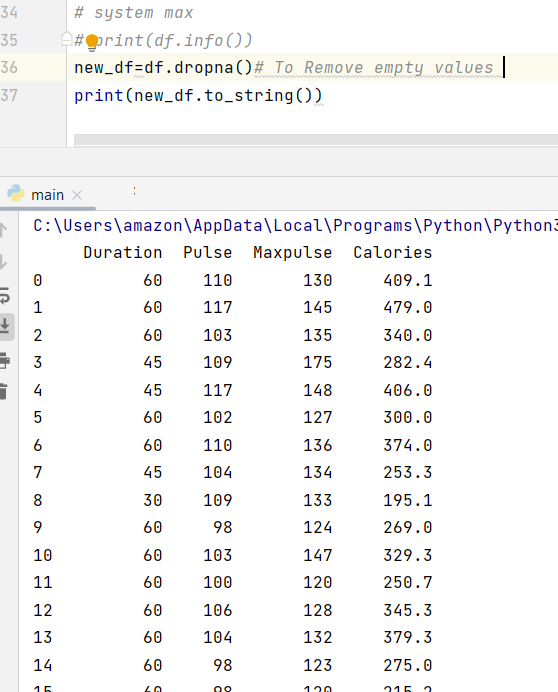 34 # system max
35 # print(df.info())
36 new_df=df.dropna()# To Remove empty values
37 print(new_df.to_string())
main
C:\Users\amazon\AppData\Local\Programs\Python\Python3
Duration Pulse Maxpulse Calories
0 60 110 130 409.1
1 60 117 145 479.0
2 60 103 135 340.0
3 45 109 175 282.4
4 45 117 148 406.0
5 60 102 127 300.0
6 60 110 136 374.0
7 45 104 134 253.3
8 30 109 133 195.1
9 60 98 124 269.0
10 60 103 147 329.3
11 60 100 120 250.7
12 60 106 128 345.3
13 60 104 132 379.3
14 60 98 123 275.0
15 60 98 120 215.2